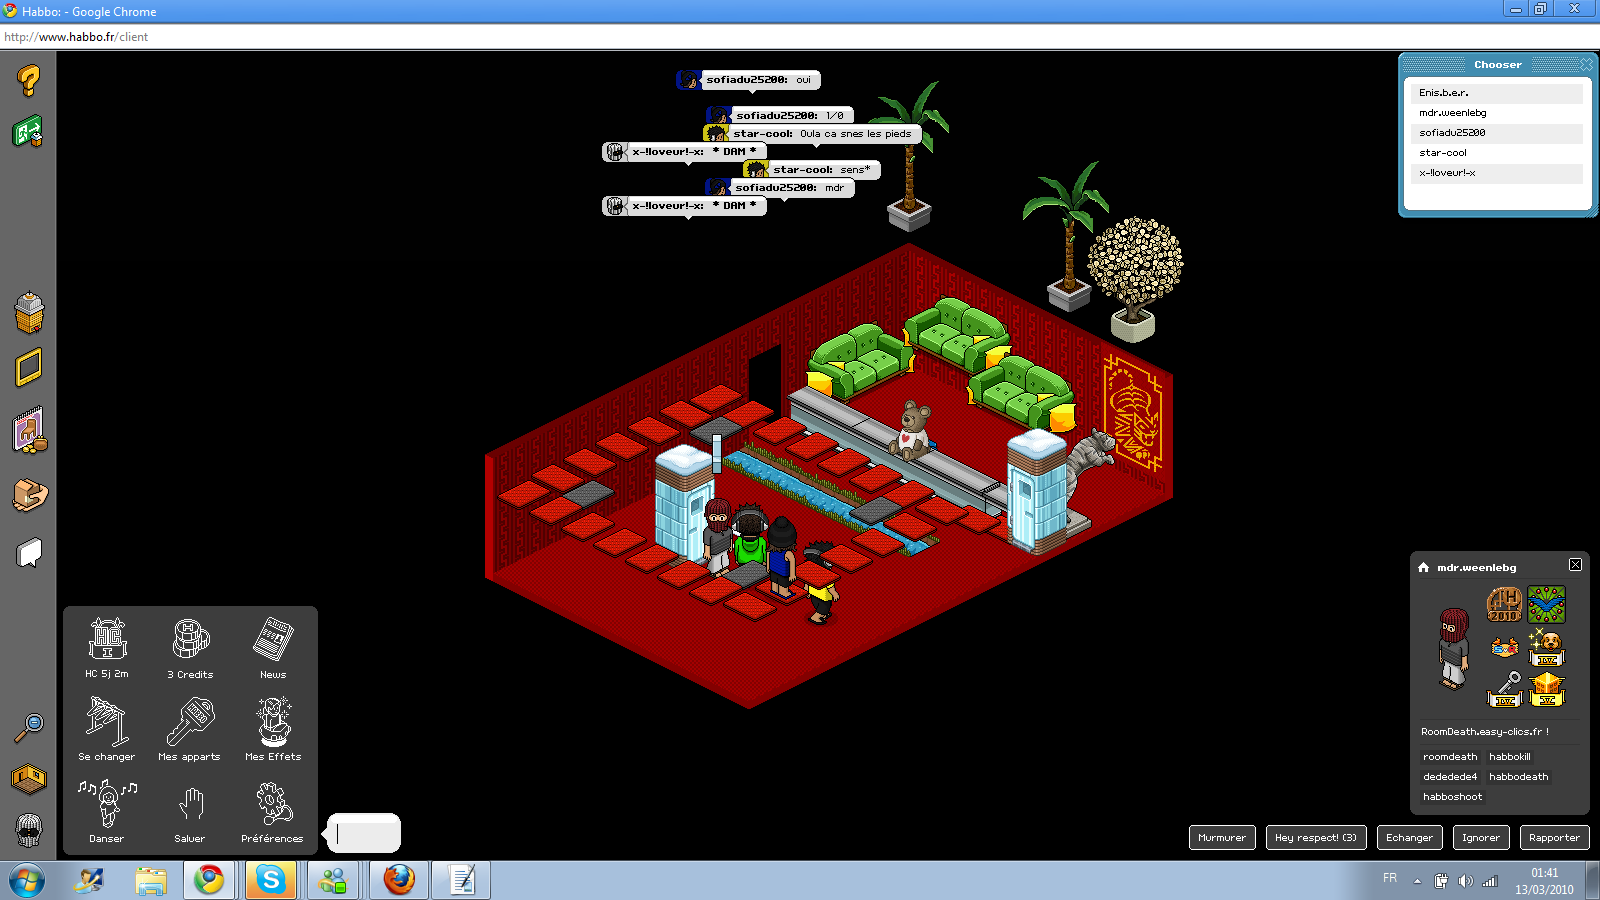 Habbo: - Google Chrome
http://www.habbo.fr/client
sofiadu25200: oui
sofiadu25200: 1/0
star-cool: Oula ca snes les pieds
x-!loveur!-x: * DAM *
star-cool: sens*
sofiadu25200: mdr
x-!loveur!-x: * DAM *
Chooser
Enis.b.e.r.
mdr.weenlebg
sofiadu25200
star-cool
x-!loveur!-x
HC 5j 2m
3 Credits
News
Se changer
Mes apparts
Mes Effets
Danser
Saluer
Préférences
mdr.weenlebg
2010
RoomDeath.easy-clics.fr !
roomdeath habbokill
dededede4 habbodeath
habboshoot
Murmurer
Hey respect! (3)
Echanger
Ignorer
Rapporter
FR
01:41
13/03/2010